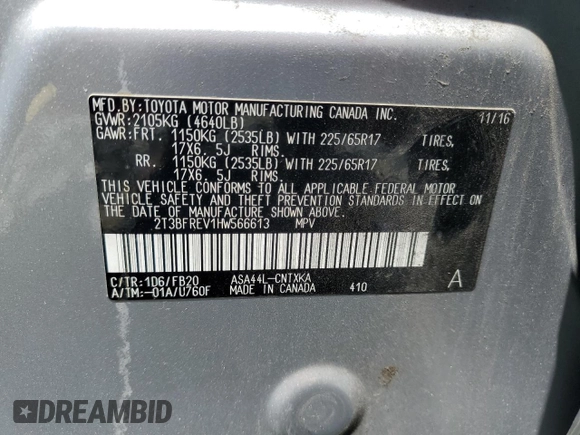 MFD. BY: TOYOTA MOTOR MANUFACTURING CANADA INC. 11/16
GVWR: 2105KG (4640LB)
GAWR: FRT. 1150KG (2535LB) WITH 225/65R17 TIRES,
17X6. 5J RIMS.
RR. 1150KG (2535LB) WITH 225/65R17 TIRES,
17X6. 5J RIMS.
THIS VEHICLE CONFORMS TO ALL APPLICABLE FEDERAL MOTOR
VEHICLE SAFETY AND THEFT PREVENTION STANDARDS IN EFFECT ON
THE DATE OF MANUFACTURE SHOWN ABOVE.
2T3BFREV1HW566613 MPV
C/TR: 1D6/FB20 ASA44L-CNTXKA A
A/TM: -01A/U760F MADE IN CANADA 410
DREAMBID